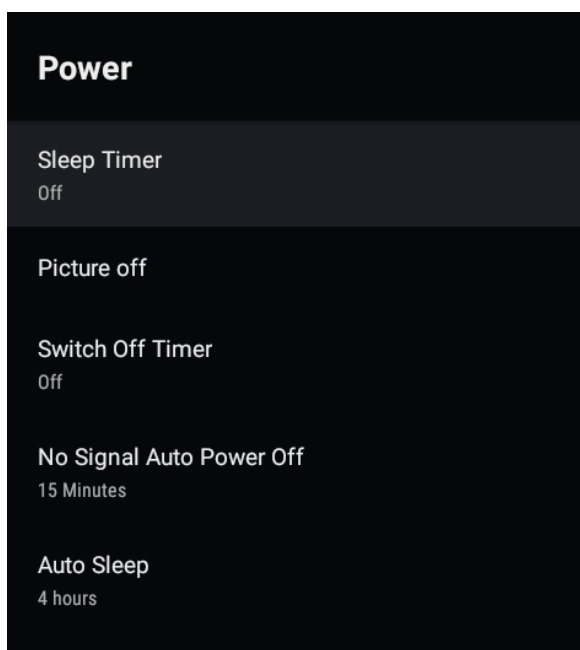 Power
Sleep Timer
Off
Picture off
Switch Off Timer
Off
No Signal Auto Power Off
15 Minutes
Auto Sleep
4 hours